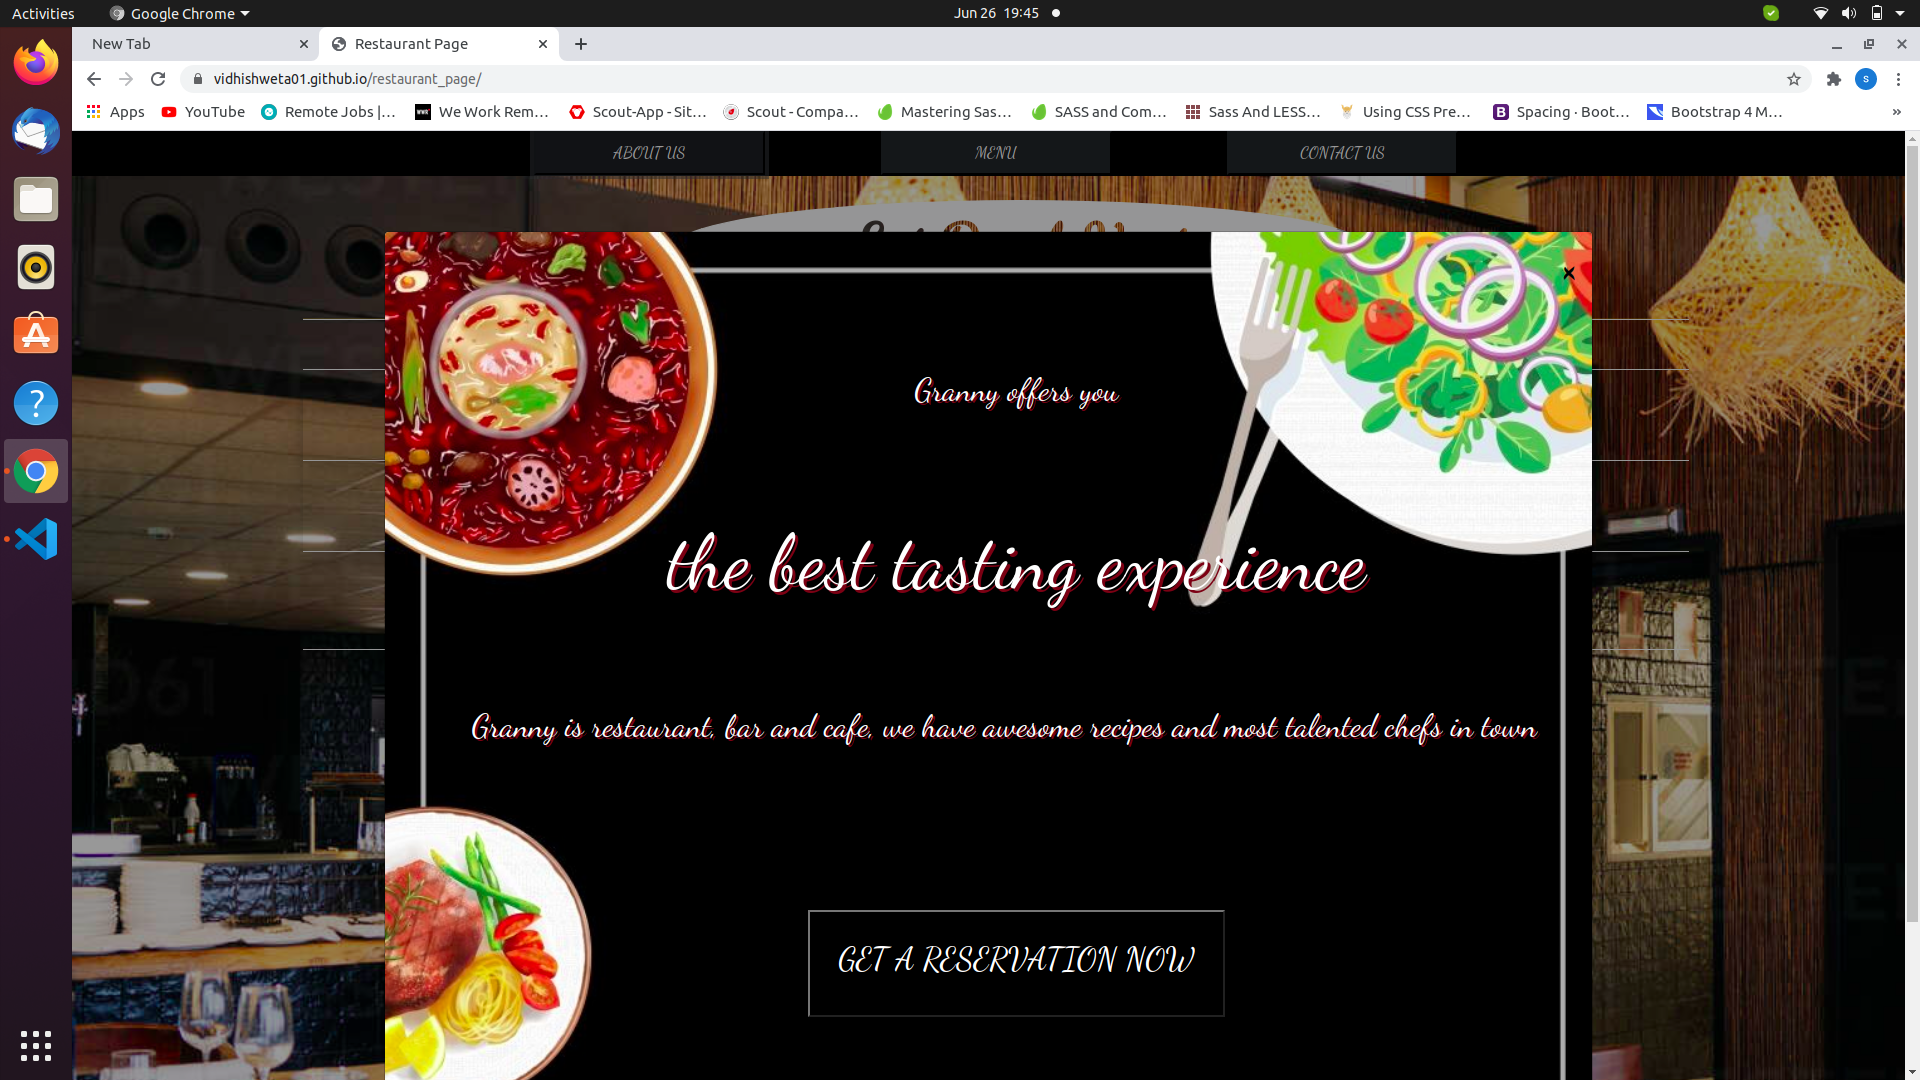 Activities
Google Chrome
Jun 26 19:45
New Tab
Restaurant Page
vidhishweta01.github.io/restaurant_page/
S
Apps
YouTube
Remote Jobs |...
We Work Rem...
Scout-App - Sit...
Scout - Compa...
Mastering Sas...
SASS and Com...
Sass And LESS...
Using CSS Pre...
Spacing · Boot...
Bootstrap 4 M...
»
ABOUT US
MENU
CONTACT US
x
Granny offers you
the best tasting experience
Granny is restaurant, bar and cafe, we have awesome recipes and most talented chefs in town
GET A RESERVATION NOW